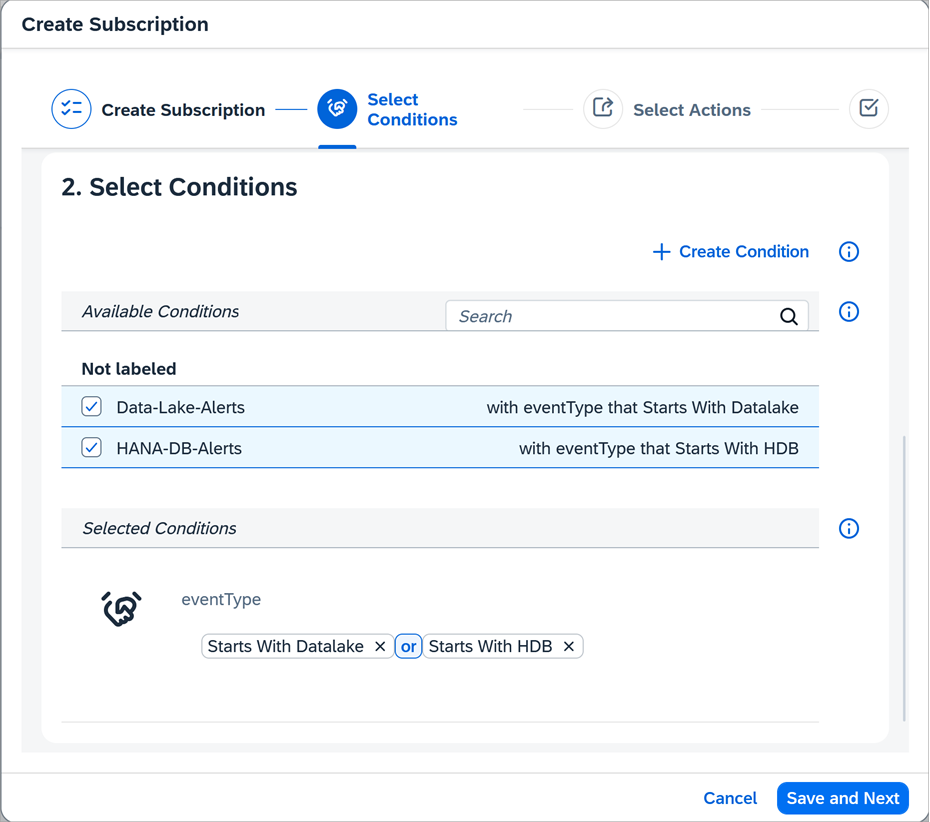 Create Subscription
Create Subscription
Select
Conditions
Select Actions
2. Select Conditions
Create Condition
Available Conditions
Search
Not labeled
Data-Lake-Alerts with eventType that Starts With Datalake
HANA-DB-Alerts with eventType that Starts With HDB
Selected Conditions
eventType
Starts With Datalake or Starts With HDB
Cancel Save and Next